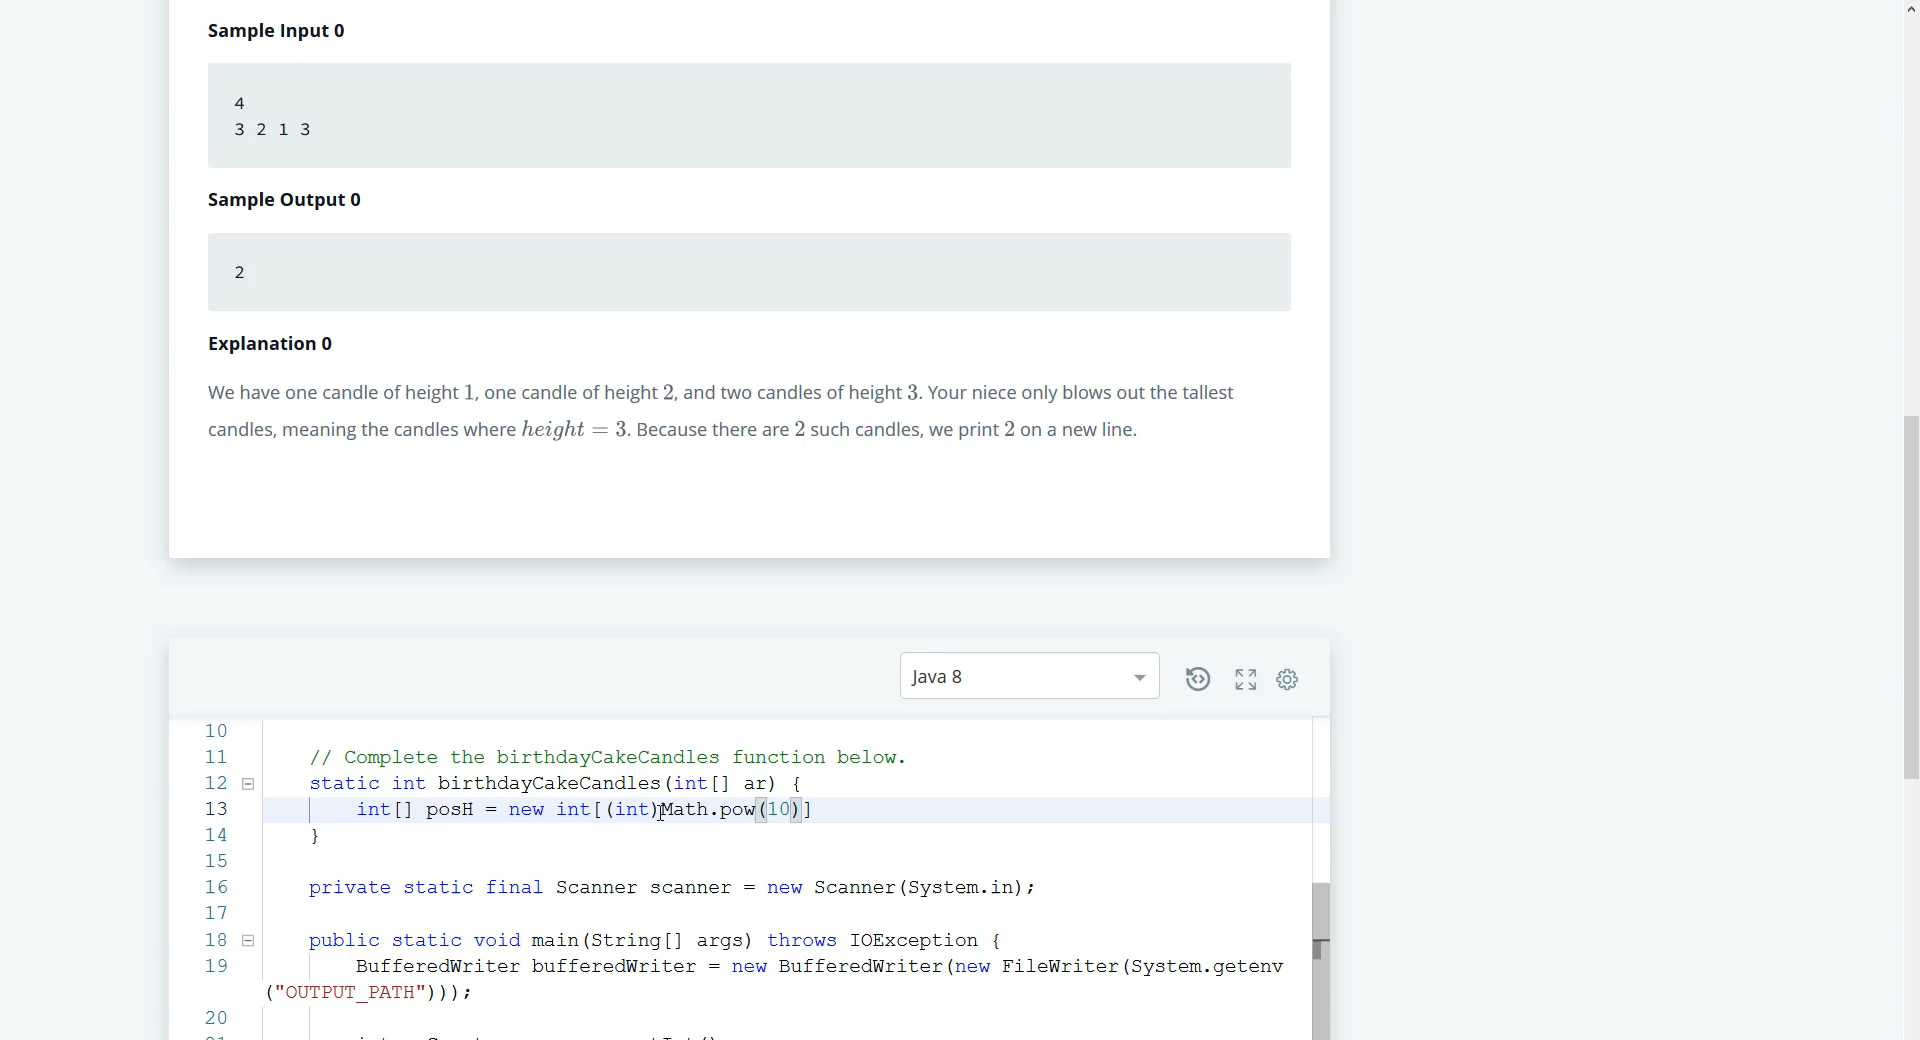 Sample Input 0
4
3 2 1 3
Sample Output 0
2
Explanation 0
We have one candle of height 1, one candle of height 2, and two candles of height 3. Your niece only blows out the tallest
candles, meaning the candles where height = 3. Because there are 2 such candles, we print 2 on a new line.
Java 8
10
11 // Complete the birthdayCakeCandles function below.
12 static int birthdayCakeCandles(int[] ar) {
13 int[] posH = new int[(int)Math.pow(10)]
14 }
15
16 private static final Scanner scanner = new Scanner(System.in);
17
18 public static void main(String[] args) throws IOException {
19 BufferedWriter bufferedWriter = new BufferedWriter(new FileWriter(System.getenv
("OUTPUT_PATH")));
20